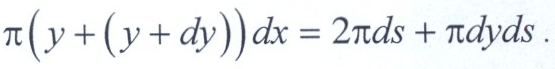 π(y + (y + dy))dx = 2πds + πdyds .